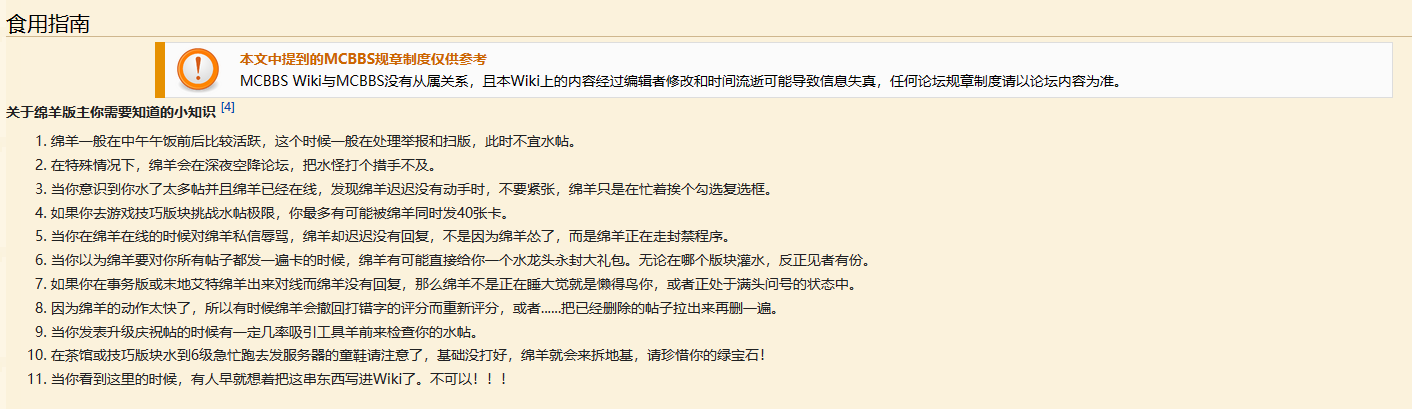 食用指南
本文中提到的MCBBS规章制度仅供参考
MCBBS Wiki与MCBBS没有从属关系，且本Wiki上的内容经过编辑者修改和时间流逝可能导致信息失真，任何论坛规章制度请以论坛内容为准。
关于绵羊版主你需要知道的小知识 [4]
1. 绵羊一般在中午午饭前后比较活跃，这个时候一般在处理举报和扫版，此时不宜水帖。
2. 在特殊情况下，绵羊会在深夜空降论坛，把水怪打个措手不及。
3. 当你意识到你水了太多帖并且绵羊已经在线，发现绵羊迟迟没有动手时，不要紧张，绵羊只是在忙着挨个勾选复选框。
4. 如果你去游戏技巧版块挑战水帖极限，你最多有可能被绵羊同时发40张卡。
5. 当你在绵羊在线的时候对绵羊私信辱骂，绵羊却迟迟没有回复，不是因为绵羊怂了，而是绵羊正在走封禁程序。
6. 当你以为绵羊要对你所有帖子都发一遍卡的时候，绵羊有可能直接给你一个水龙头永封大礼包。无论在哪个版块灌水，反正见者有份。
7. 如果你在事务版或末地艾特绵羊出来对线而绵羊没有回复，那么绵羊不是正在睡大觉就是懒得鸟你，或者正处于满头问号的状态中。
8. 因为绵羊的动作太快了，所以有时候绵羊会撤回打错字的评分而重新评分，或者......把已经删除的帖子拉出来再删一遍。
9. 当你发表升级庆祝帖的时候有一定几率吸引工具羊前来检查你的水帖。
10. 在茶馆或技巧版块水到6级急忙跑去发服务器的童鞋请注意了，基础没打好，绵羊就会来拆地基，请珍惜你的绿宝石！
11. 当你看到这里的时候，有人早就想着把这串东西写进Wiki了。不可以！！！